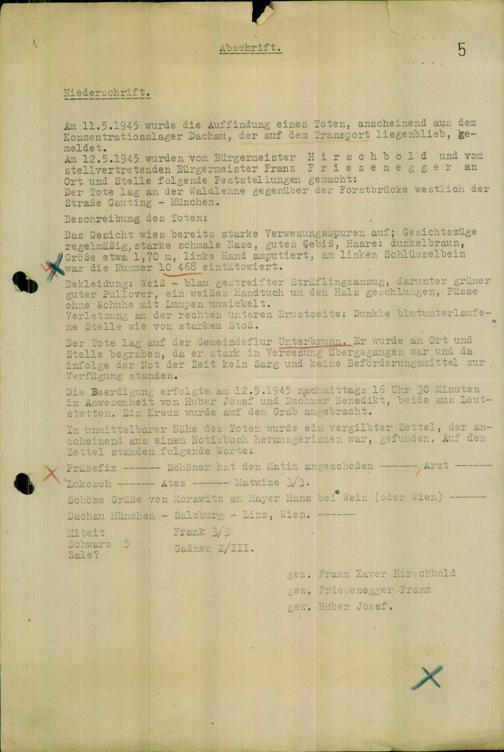 Abschrift.
5
Niederschrift.
Am 11.5.1945 wurde die Auffindung eines Toten, anscheinend aus dem
Konzentrationslager Dachau, der auf dem Transport liegenblieb, ge-
meldet.
Am 12.5.1945 wurden vom Bürgermeister H i r s c h b o l d und vom
stellvertretenden Bürgermeister Franz F r i e s e n e g g e r an
Ort und Stelle folgende Feststellungen gemacht:
Der Tote lag an der Waldlehne gegenüber der Forstbrücke westlich der
Straße Gauting - München.
Beschreibung des Toten:
Das Gesicht wies bereits starke Verwesungsspuren auf; Gesichtszüge
regelmäßig, starke schmale Nase, gutes Gebiß, Haare: dunkelbraun,
Größe etwa 1,70 m, linke Hand amputiert, am linken Schlüsselbein
war die Nummer 10 468 eintätowiert.
Bekleidung: Weiß - blau gestreifter Sträflingsanzug, darunter grüner
guter Pullover, ein weißes Handtuch um den Hals geschlungen, Füsse
ohne Schuhe mit Lumpen umwickelt.
Verletzung an der rechten unteren Brustseite: Dunkle blutunterlaufe-
ne Stelle wie von starkem Stoß.
Der Tote lag auf der Gemeindeflur Unterbrunn. Er wurde an Ort und
Stelle begraben, da er stark in Verwesung übergegangen war und da
infolge der Not der Zeit kein Sarg und keine Beförderungsmittel zur
Verfügung standen.
Die Beerdigung erfolgte am 12.5.1945 nachmittags 16 Uhr 30 Minuten
in Anwesenheit von Huber Josef und Benedikt, beide aus Leut-
stetten. Ein Kreuz wurde auf dem Grab angebracht.
In unmittelbarer Nähe des Toten wurde ein vergilbter Zettel, der an-
scheinend aus einem Notizbuch herausgerissen war, gefunden. Auf dem
Zettel standen folgende Worte:
Präzefix ------ Schöner hat den Matin angeschoßen ------ Arzt ------
Lukosch ------ Ates ------ Matwize 3/3.
Schöne Grüße von Morawitz an Mayer Hans bei Wein (oder Wien) ------
Dachau München - Salzburg - Linz, Wien. ------
Miteit Frank 3/3
Schwarz 5 Gadner 2/III.
Sale?
gez. Franz Xaver Hirschbold
gez. Friesenegger Franz
gez. Huber Josef.